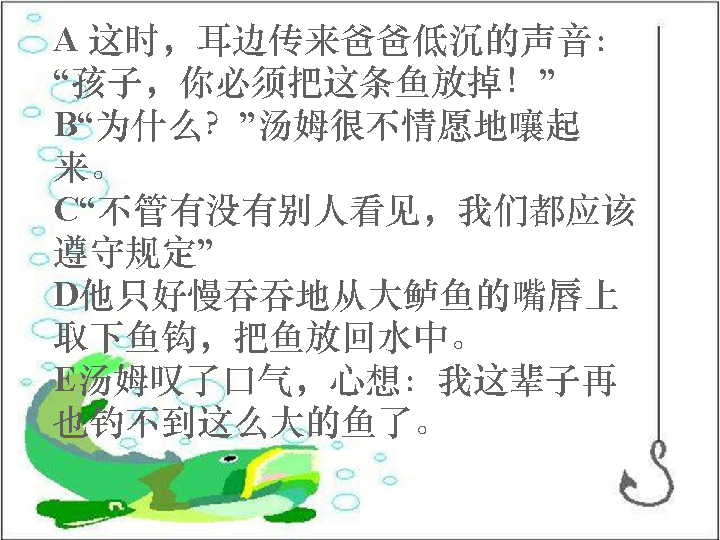 A 这时，耳边传来爸爸低沉的声音：
“孩子，你必须把这条鱼放掉！”
B“为什么？”汤姆很不情愿地嚷起
来。
C“不管有没有别人看见，我们都应该
遵守规定”
D他只好慢吞吞地从大鲈鱼的嘴唇上
取下鱼钩，把鱼放回水中。
E汤姆叹了口气，心想：我这辈子再
也钓不到这么大的鱼了。